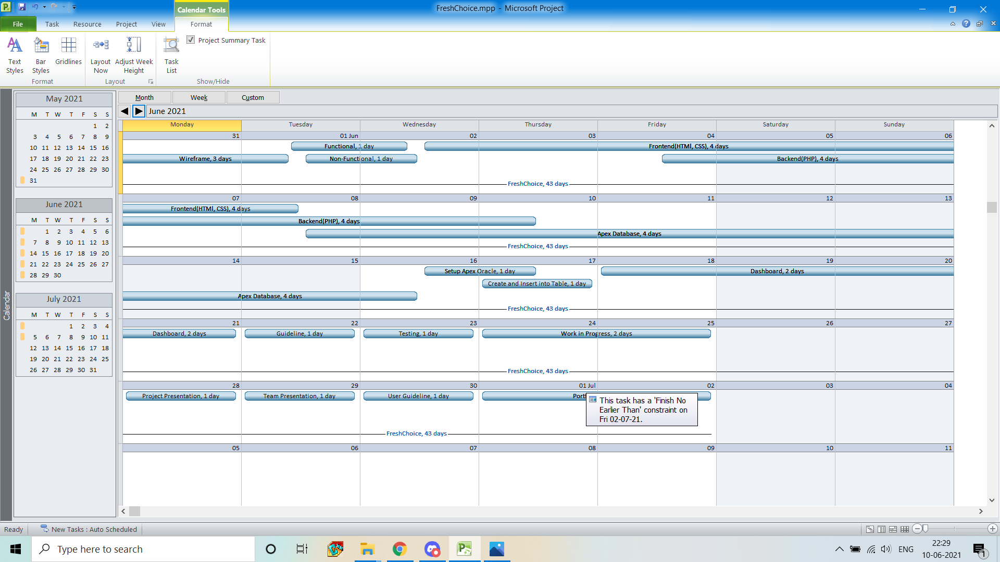 FreshChoice.mpp - Microsoft Project
Calendar Tools
File Task Resource Project View Format
Text Styles
Bar Styles
Gridlines
Layout Now
Adjust Week Height
Task List
Project Summary Task
Format Layout Show/Hide
Calendar
May 2021
M T W T F S S
1 2
3 4 5 6 7 8 9
10 11 12 13 14 15 16
17 18 19 20 21 22 23
24 25 26 27 28 29 30
31
June 2021
M T W T F S S
1 2 3 4 5 6
7 8 9 10 11 12 13
14 15 16 17 18 19 20
21 22 23 24 25 26 27
28 29 30
July 2021
M T W T F S S
1 2 3 4
5 6 7 8 9 10 11
12 13 14 15 16 17 18
19 20 21 22 23 24 25
26 27 28 29 30 31
Month Week Custom
June 2021
Monday Tuesday Wednesday Thursday Friday Saturday Sunday
31 01 Jun 02 03 04 05 06
Functional, 1 day Frontend(HTMl, CSS), 4 days
Wireframe, 3 days Non-Functional, 1 day Backend(PHP), 4 days
FreshChoice, 43 days
07 08 09 10 11 12 13
Frontend(HTMl, CSS), 4 days
Backend(PHP), 4 days
Apex Database, 4 days
FreshChoice, 43 days
14 15 16 17 18 19 20
Setup Apex Oracle, 1 day Dashboard, 2 days
Create and Insert into Table, 1 day
Apex Database, 4 days
FreshChoice, 43 days
21 22 23 24 25 26 27
Dashboard, 2 days Guideline, 1 day Testing, 1 day Work in Progress, 2 days
FreshChoice, 43 days
28 29 30 01 Jul 02 03 04
Project Presentation, 1 day Team Presentation, 1 day User Guideline, 1 day
This task has a 'Finish No
Earlier Than' constraint on
Fri 02-07-21.
FreshChoice, 43 days
05 06 07 08 09 10 11
Ready New Tasks : Auto Scheduled
Type here to search
ENG
22:29
10-06-2021
1